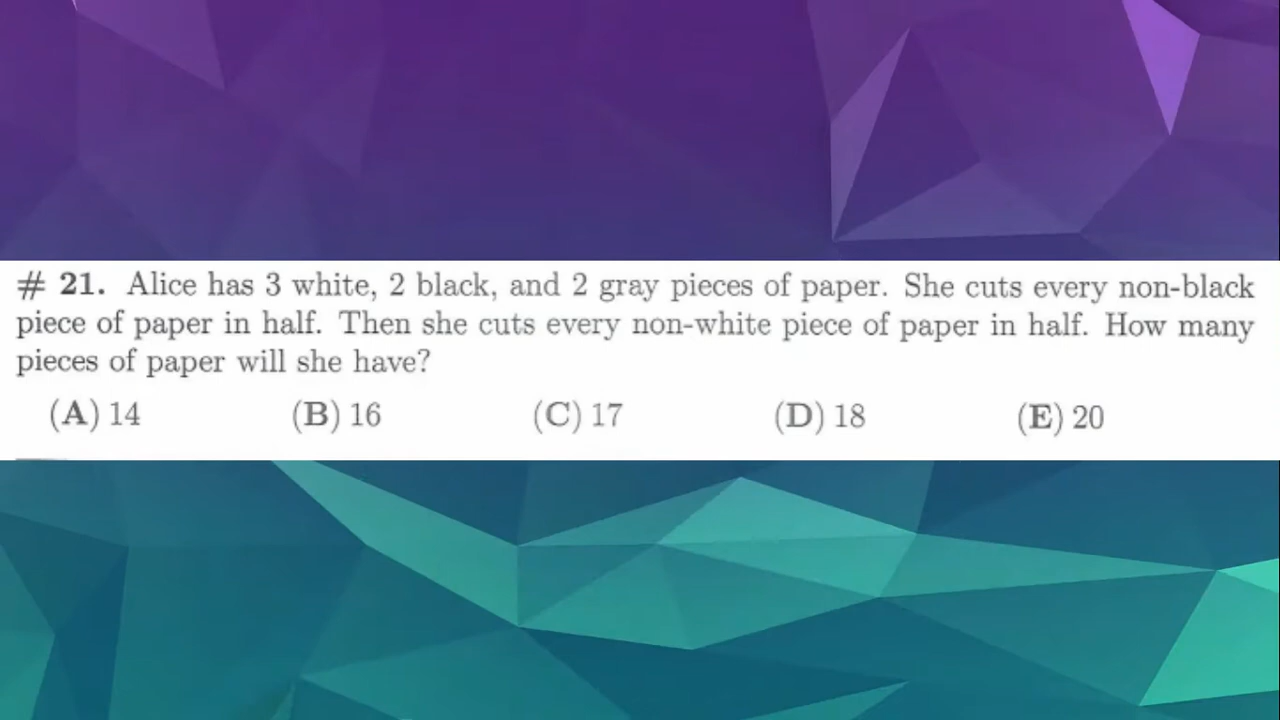 # 21. Alice has 3 white, 2 black, and 2 gray pieces of paper. She cuts every non-black
piece of paper in half. Then she cuts every non-white piece of paper in half. How many
pieces of paper will she have?
(A) 14 (B) 16 (C) 17 (D) 18 (E) 20